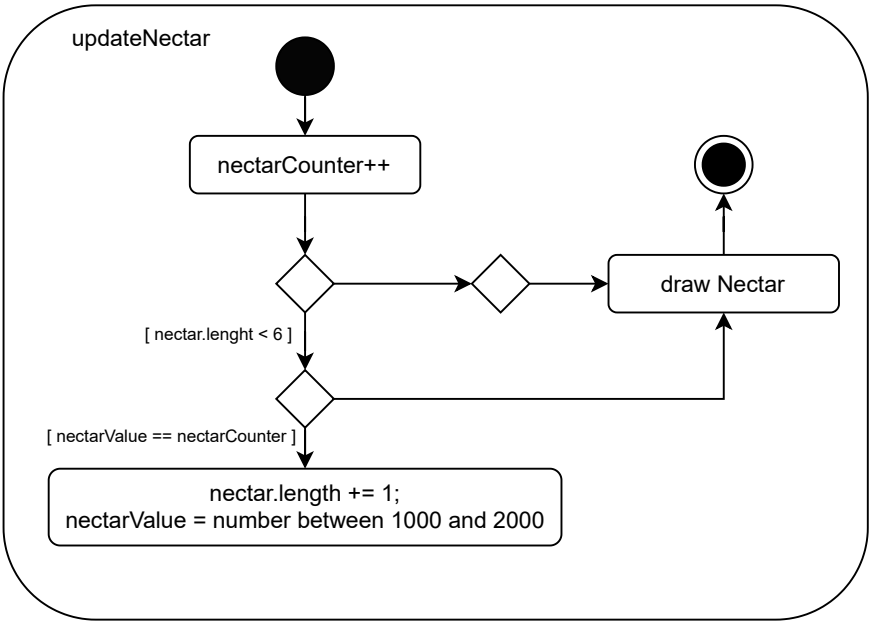 updateNectar
nectarCounter++
draw Nectar
[ nectar.lenght < 6 ]
[ nectarValue == nectarCounter ]
nectar.length += 1;
nectarValue = number between 1000 and 2000